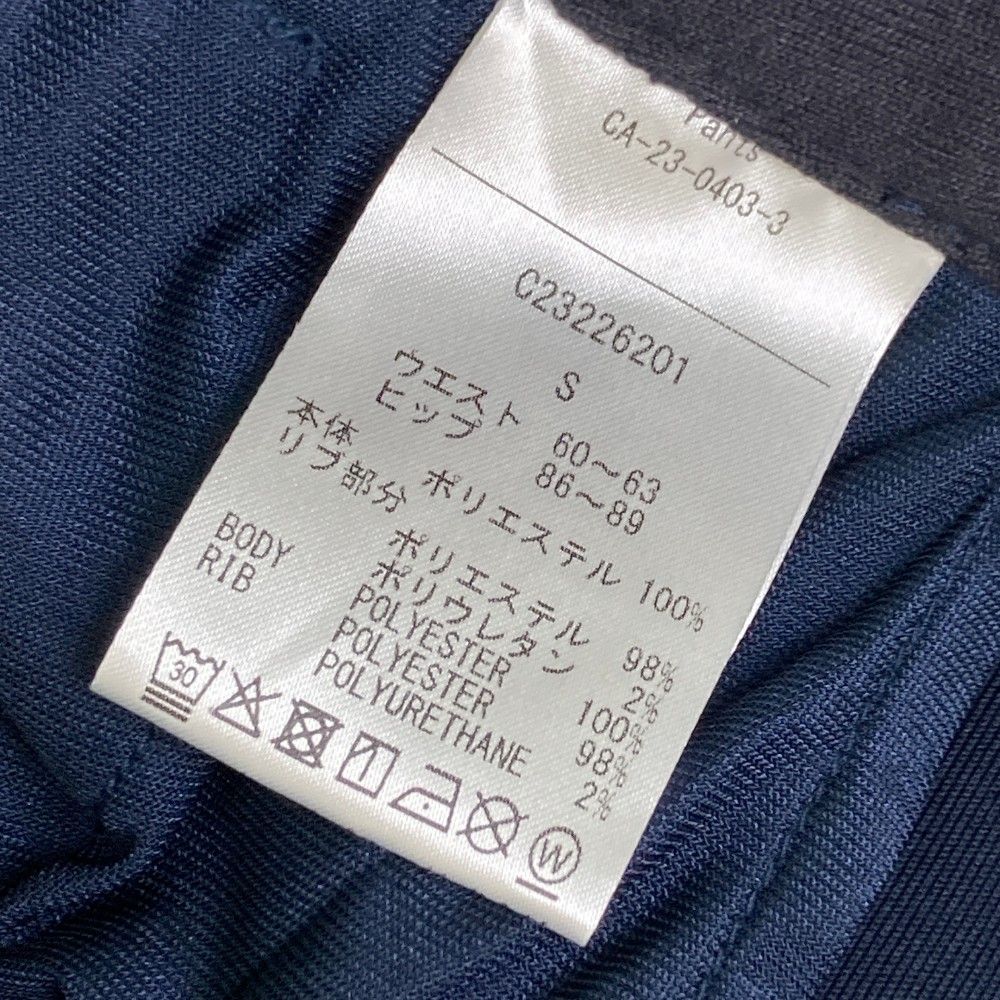 Pants
CA-23-0403-3
C23226201
S
ウエスト 60～63
ヒップ 86～89
本体 ポリエステル 100%
リブ部分 ポリエステル 98%
ポリウレタン 2%
BODY POLYESTER 100%
RIB POLYESTER 98%
POLYURETHANE 2%
30
W